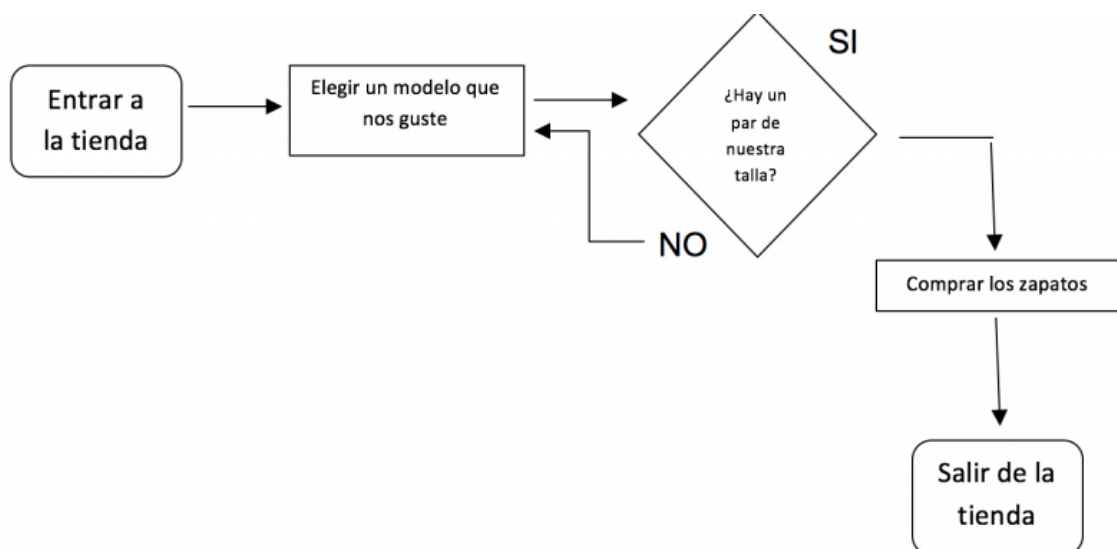 Entrar a
la tienda
Elegir un modelo que
nos guste
¿Hay un
par de
nuestra
talla?
SI
NO
Comprar los zapatos
Salir de la
tienda